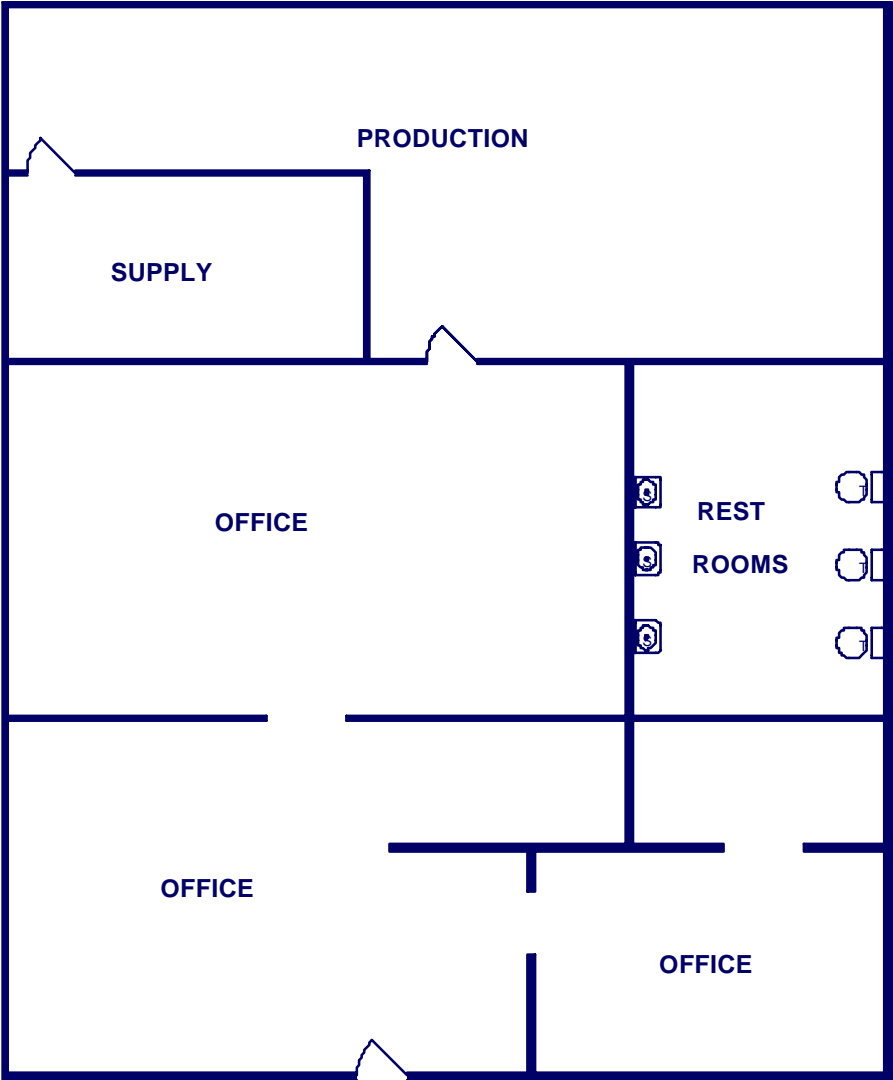 PRODUCTION
SUPPLY
OFFICE
REST
ROOMS
S
S
S
T
T
T
OFFICE
OFFICE